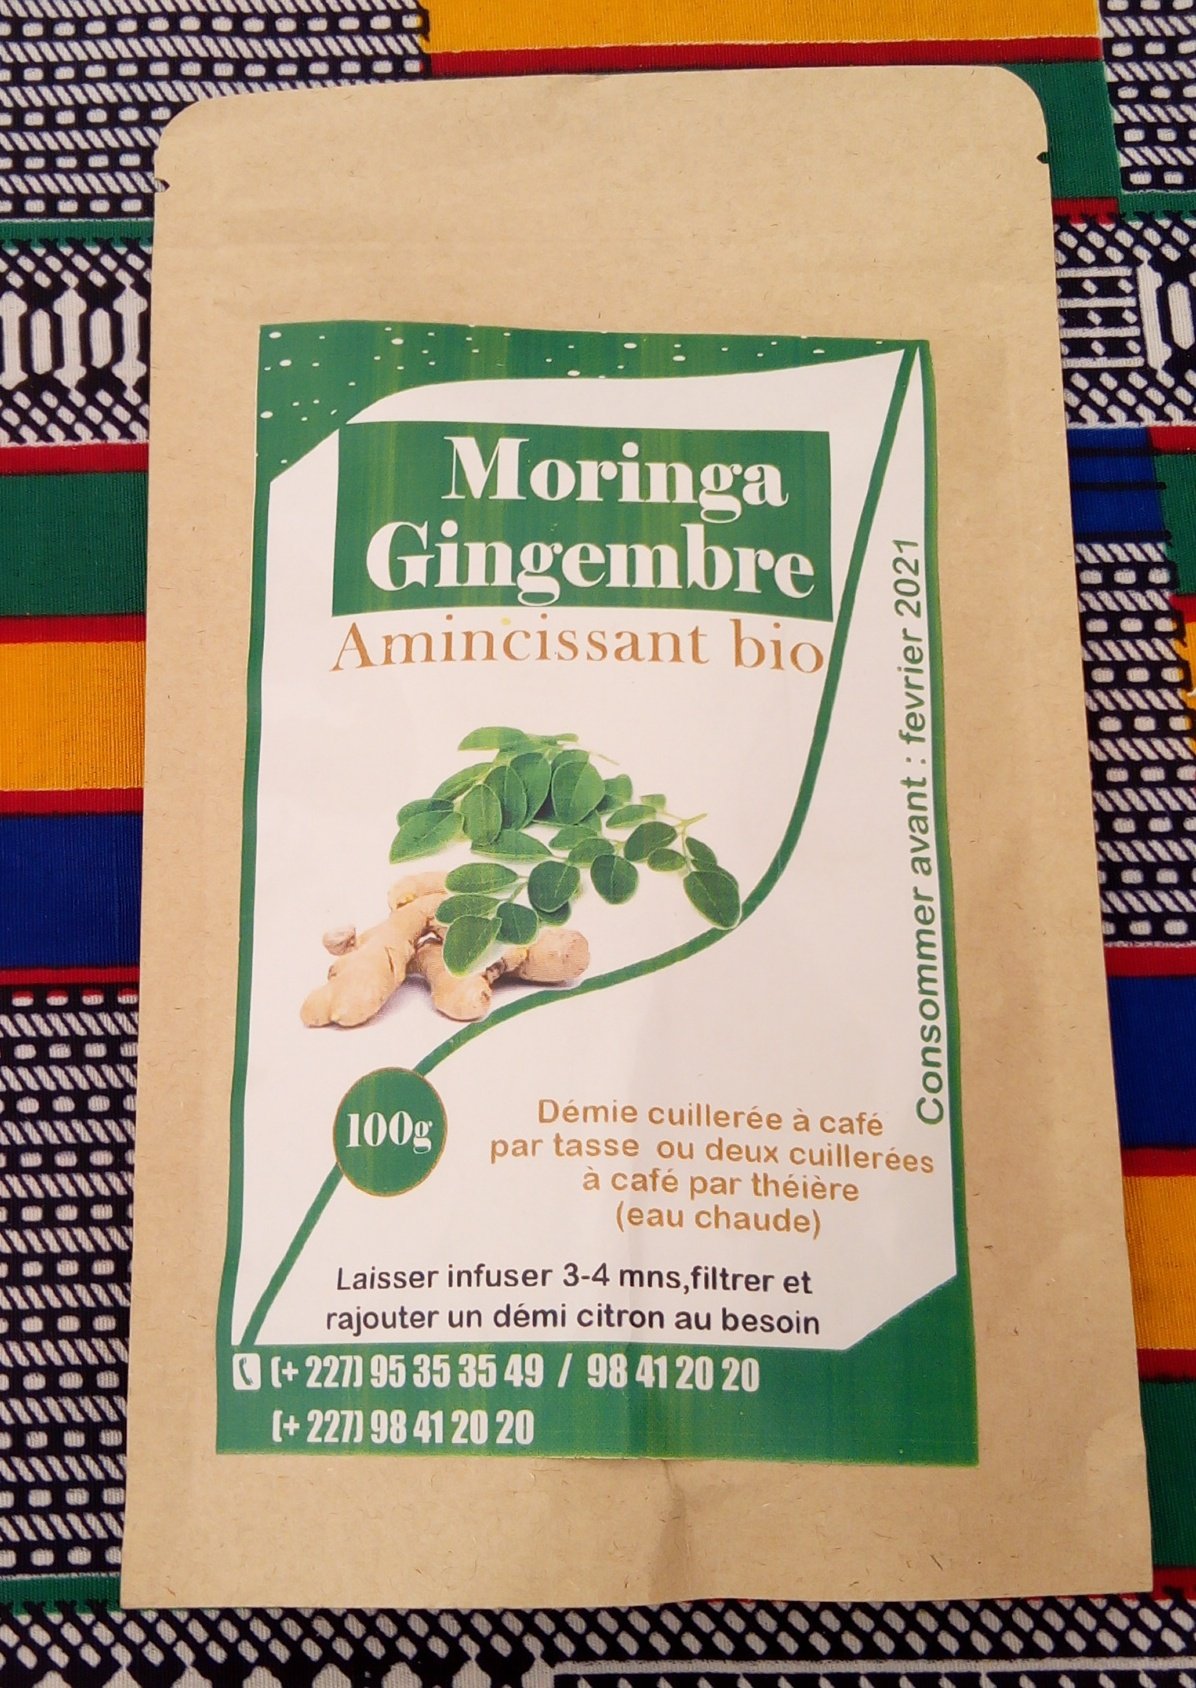 Moringa
Gingembre
Amincissant bio
Consommer avant : fevrier 2021
100g
Démie cuillerée à café
par tasse ou deux cuillerées
à café par théière
(eau chaude)
Laisser infuser 3-4 mns,filtrer et
rajouter un démi citron au besoin
(+ 227) 95 35 35 49 / 98 41 20 20
(+ 227) 98 41 20 20